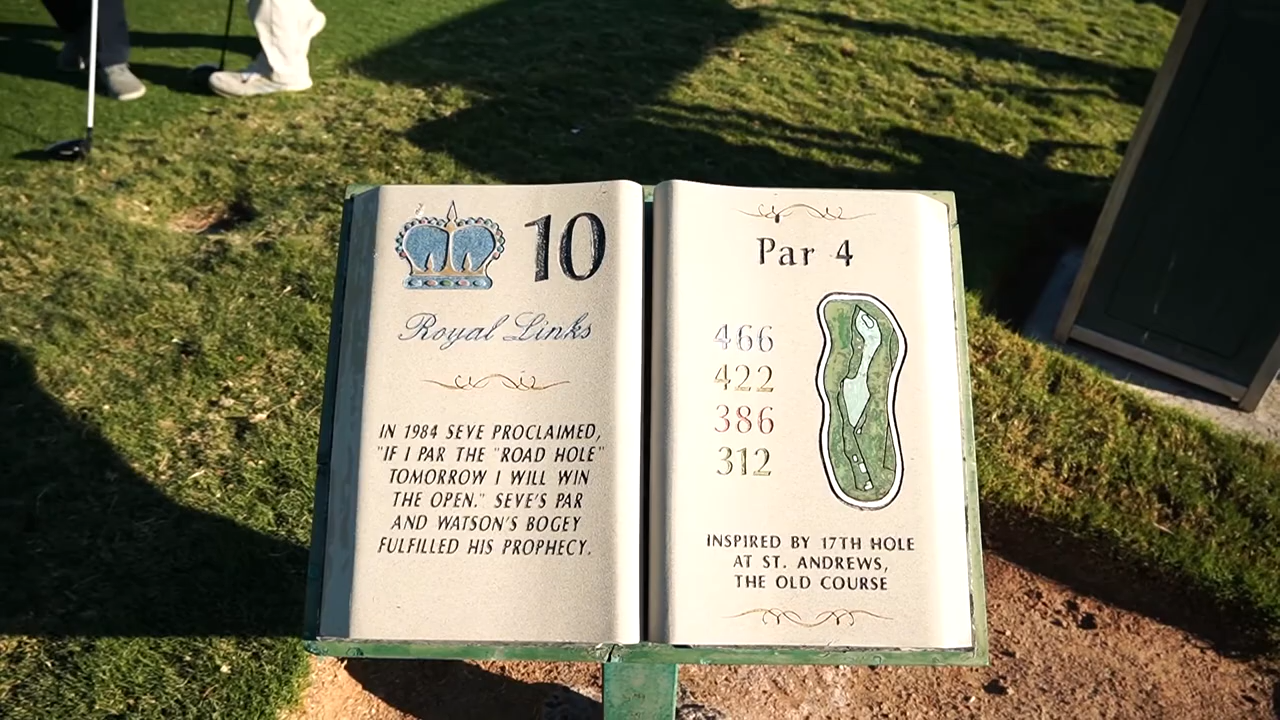 10
Royal Links
IN 1984 SEVE PROCLAIMED,
"IF I PAR THE "ROAD HOLE"
TOMORROW I WILL WIN
THE OPEN." SEVE'S PAR
AND WATSON'S BOGEY
FULFILLED HIS PROPHECY.
Par 4
466
422
386
312
INSPIRED BY 17TH HOLE
AT ST. ANDREWS,
THE OLD COURSE